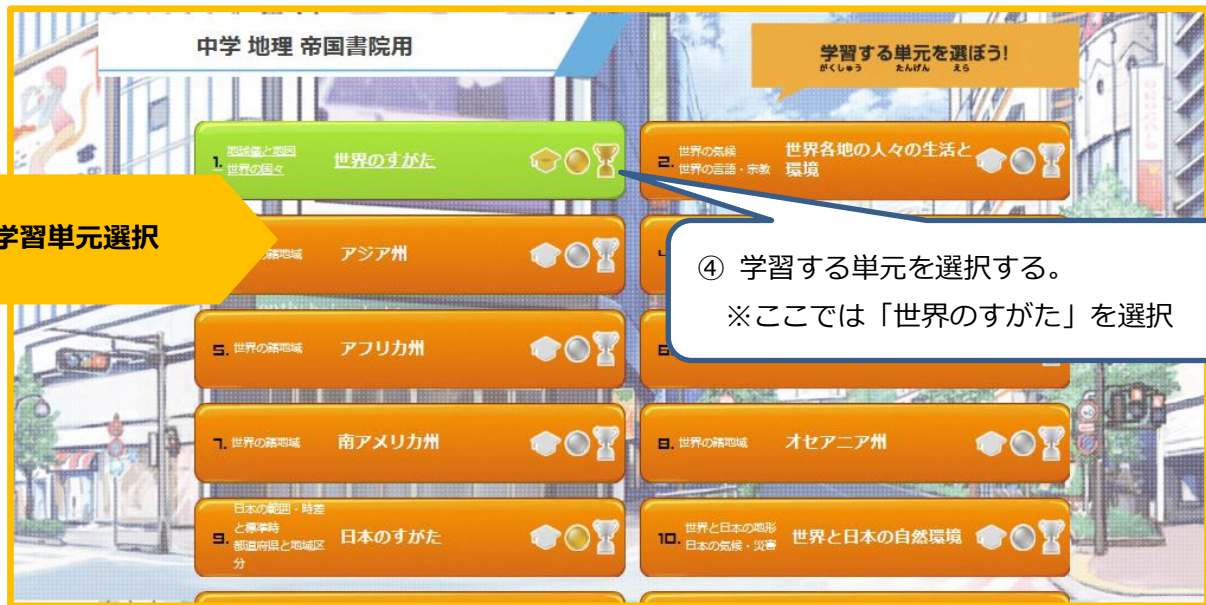 中学 地理 帝国書院用
学習する単元を選ぼう!
がくしゅう たんげん えら
1. 地球儀と地図
世界の国々
世界のすがた
2. 世界の気候
世界の言語・宗教
世界各地の人々の生活と
環境
学習単元選択
諸地域
アジア州
④ 学習する単元を選択する。
※ここでは「世界のすがた」を選択
5. 世界の諸地域
アフリカ州
6.
7. 世界の諸地域
南アメリカ州
8. 世界の諸地域
オセアニア州
9. 日本の範囲・時差
と標準時
都道府県と地域区
分
日本のすがた
10. 世界と日本の地形
日本の気候・災害
世界と日本の自然環境